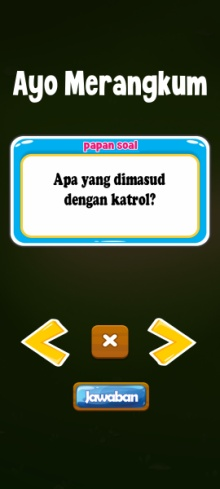 Ayo Merangkum
papan soal
Apa yang dimasud
dengan katrol?
Jawaban